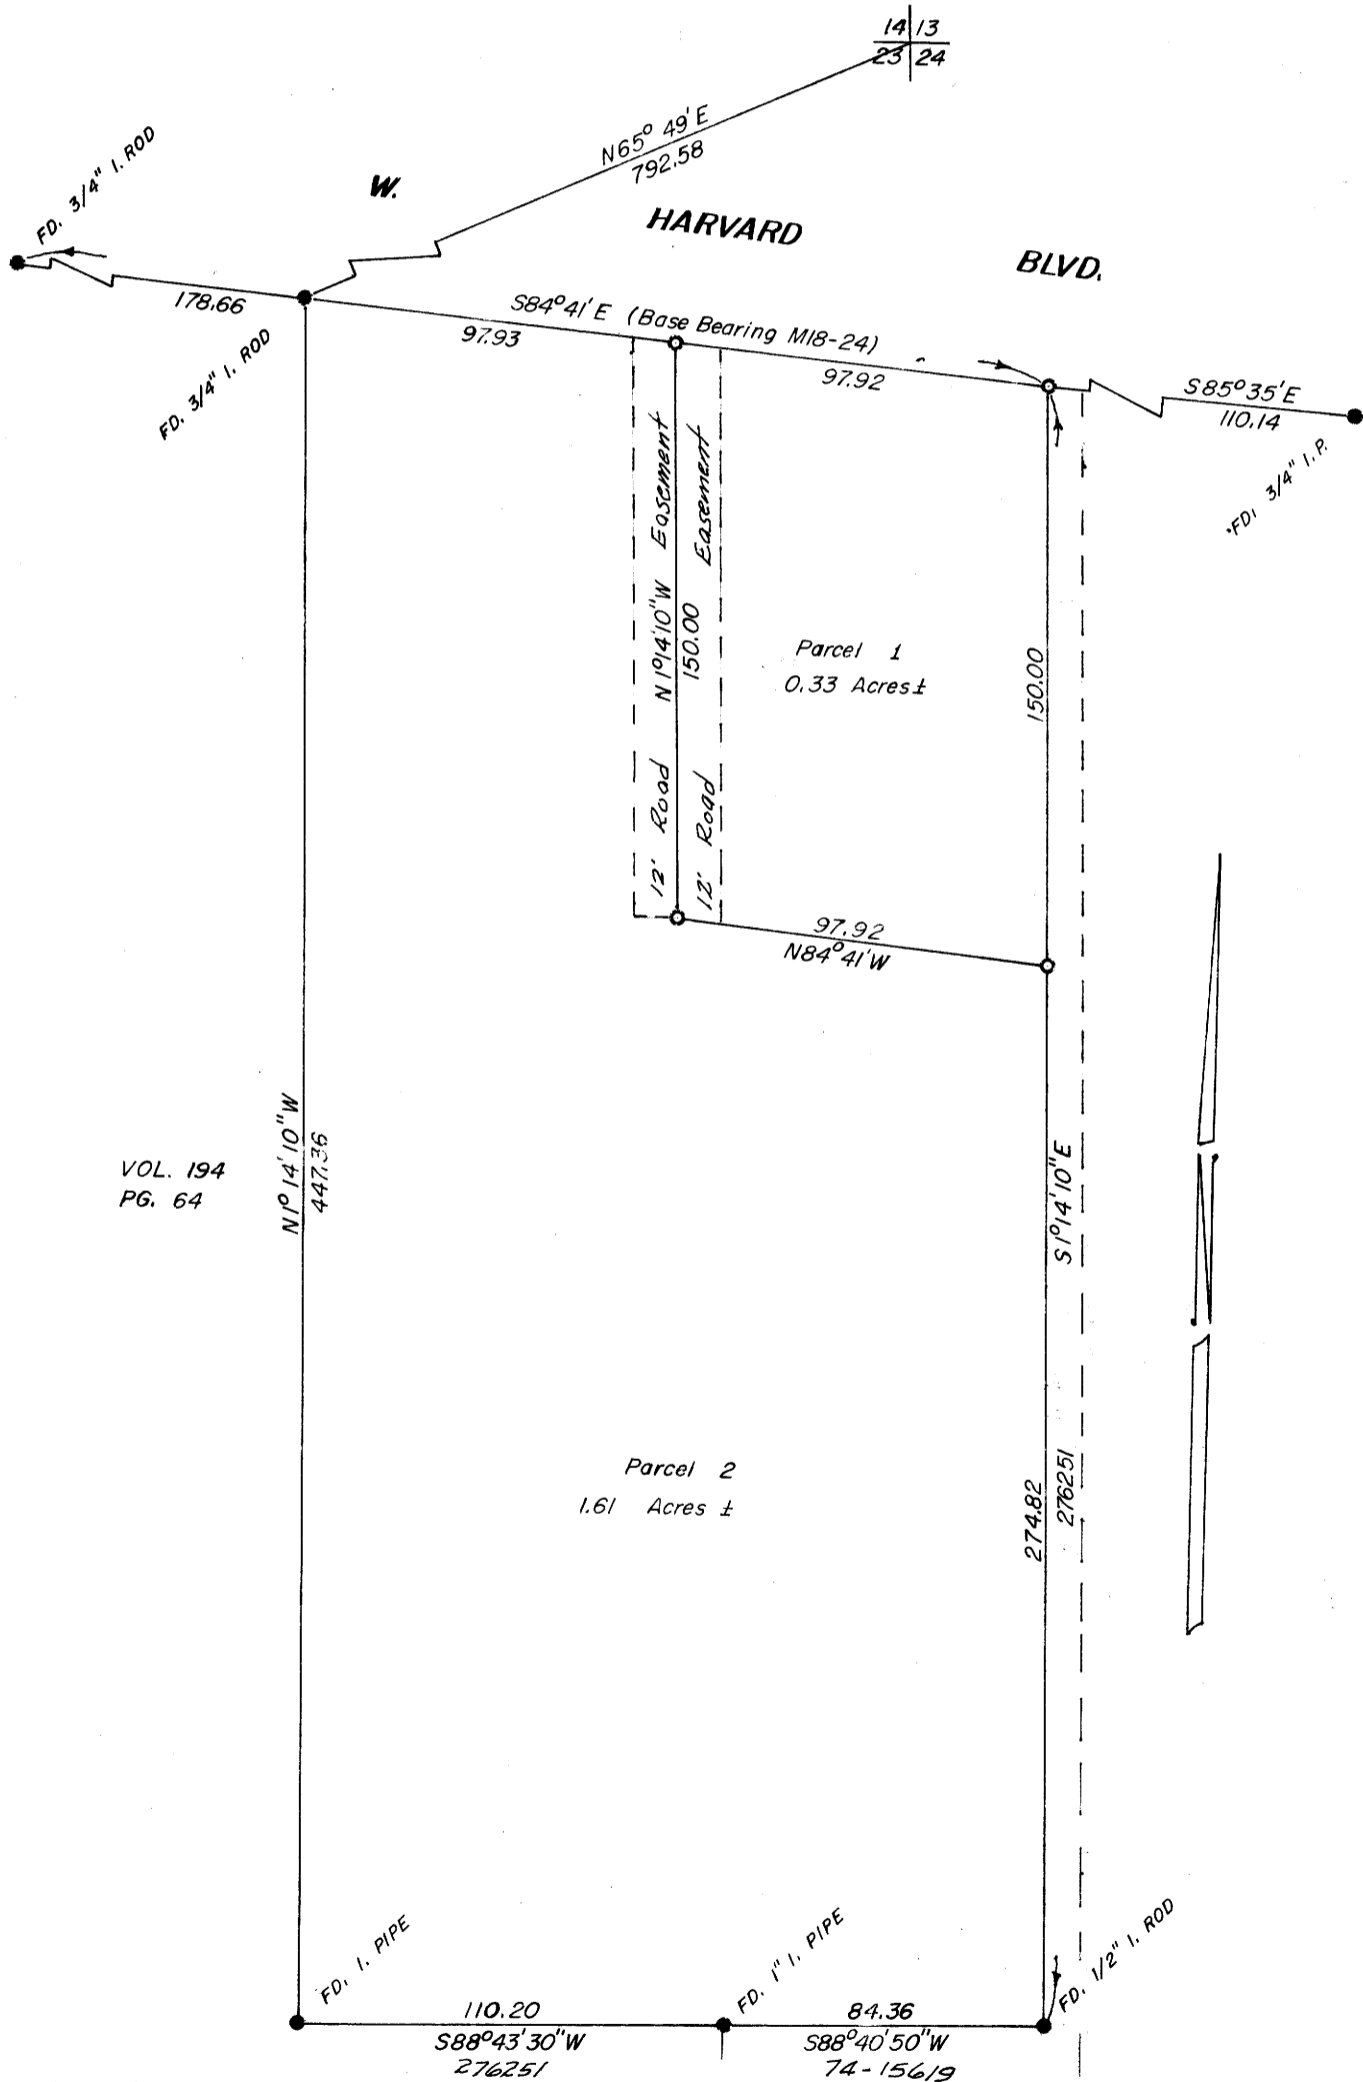 14 13
23 24
N65° 49' E
792.58
FD. 3/4" I. ROD
W. HARVARD BLVD.
178.66
S84°41' E (Base Bearing M18-24)
97.93
97.92
S85°35'E
110.14
FD. 3/4" I. ROD
FD. 3/4" I.P.
12' Road N1°14'10"W Easement
150.00
12' Road Easement
Parcel 1
0.33 Acres ±
150.00
97.92
N84°41'W
N1° 14' 10"W
447.36
VOL. 194
PG. 64
S1°14'10"E
274.82
276251
Parcel 2
1.61 Acres ±
FD. I. PIPE
FD. 1" I. PIPE
FD. 1/2" I. ROD
110.20
S88°43'30"W
276251
84.36
S88°40'50"W
74-15619